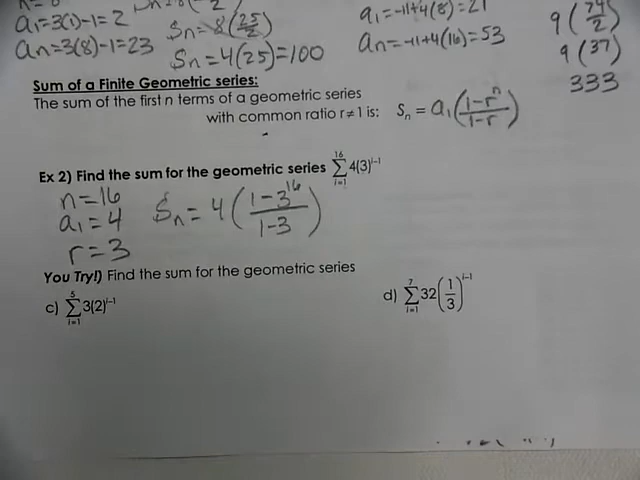 a₁=3(1)-1=2
an=3(8)-1=23
Sn=8(25/2)
Sn=4(25)=100
a₁=-11+4(8)=21
an=-11+4(16)=53
9(74/2)
9(37)
333
Sum of a Finite Geometric series:
The sum of the first n terms of a geometric series
with common ratio r≠1 is: Sn = a₁((1-rⁿ)/(1-r))
Ex 2) Find the sum for the geometric series ∑_{i=1}^{16} 4(3)^{i-1}
n=16
a₁=4
r=3
Sn=4((1-3^{16})/(1-3))
You Try!) Find the sum for the geometric series
c) ∑_{i=1}^{5} 3(2)^{i-1}
d) ∑_{i=1}^{7} 32(1/3)^{i-1}